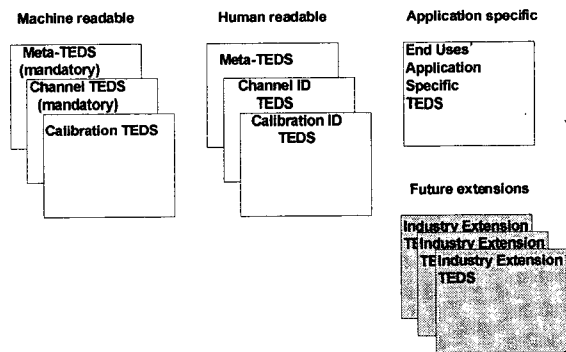 Machine readable
Human readable
Application specific
Meta-TEDS
(mandatory)
Channel TEDS
(mandatory)
Calibration TEDS
Meta-TEDS
Channel ID
TEDS
Calibration ID
TEDS
End Uses'
Application
Specific
TEDS
Future extensions
Industry Extension
TE
Industry Extension
TE
Industry Extension
TEDS